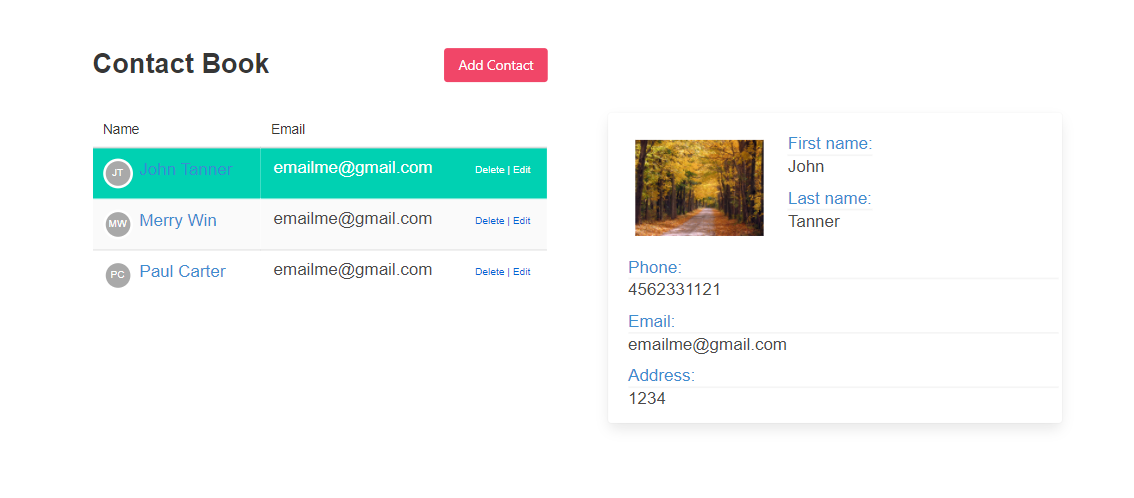 Contact Book
Add Contact
Name Email
JT John Tanner emailme@gmail.com Delete | Edit
MW Merry Win emailme@gmail.com Delete | Edit
PC Paul Carter emailme@gmail.com Delete | Edit
First name:
John
Last name:
Tanner
Phone:
4562331121
Email:
emailme@gmail.com
Address:
1234